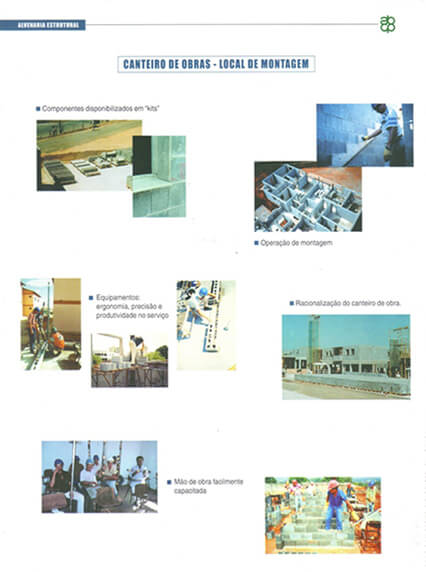 ALVENARIA ESTRUTURAL
CANTEIRO DE OBRAS - LOCAL DE MONTAGEM
■ Componentes disponibilizados em "kits"
■ Operação de montagem
■ Equipamentos:
ergonomia, precisão e
produtividade no serviço
■ Racionalização do canteiro de obra.
■ Mão de obra facilmente
capacitada